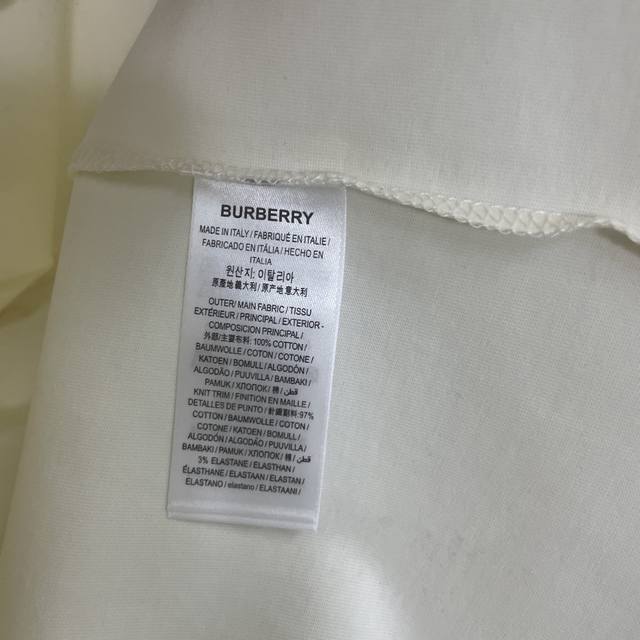 BURBERRY
MADE IN ITALY / FABRIQUÉ EN ITALIE /
FABRICADO EN ITÁLIA / HECHO EN
ITALIA
원산지: 이탈리아
原產地義大利 / 原产地 意大利
OUTER / MAIN FABRIC / TISSU
EXTÉRIEUR / PRINCIPAL / EXTERIOR -
COMPOSICION PRINCIPAL /
外部/主要布料: 100% COTTON /
BAUMWOLLE / COTON / COTONE /
KATOEN / BOMULL / ALGODÓN /
ALGODÃO / PUUVILLA / BAMBAKI /
PAMUK / ХЛОПОК / 棉 / قطن /
KNIT TRIM / FINITION EN MAILLE /
DETALLES DE PUNTO / 針織副料: 97%
COTTON / BAUMWOLLE / COTON /
COTONE / KATOEN / BOMULL /
ALGODÓN / ALGODÃO / PUUVILLA /
BAMBAKI / PAMUK / ХЛОПОК / 棉 / قطن /
3% ELASTANE / ELASTHAN /
ÉLASTHANE / ELASTAAN / ELASTAN /
ELASTANO / elastano / ELASTAANI /